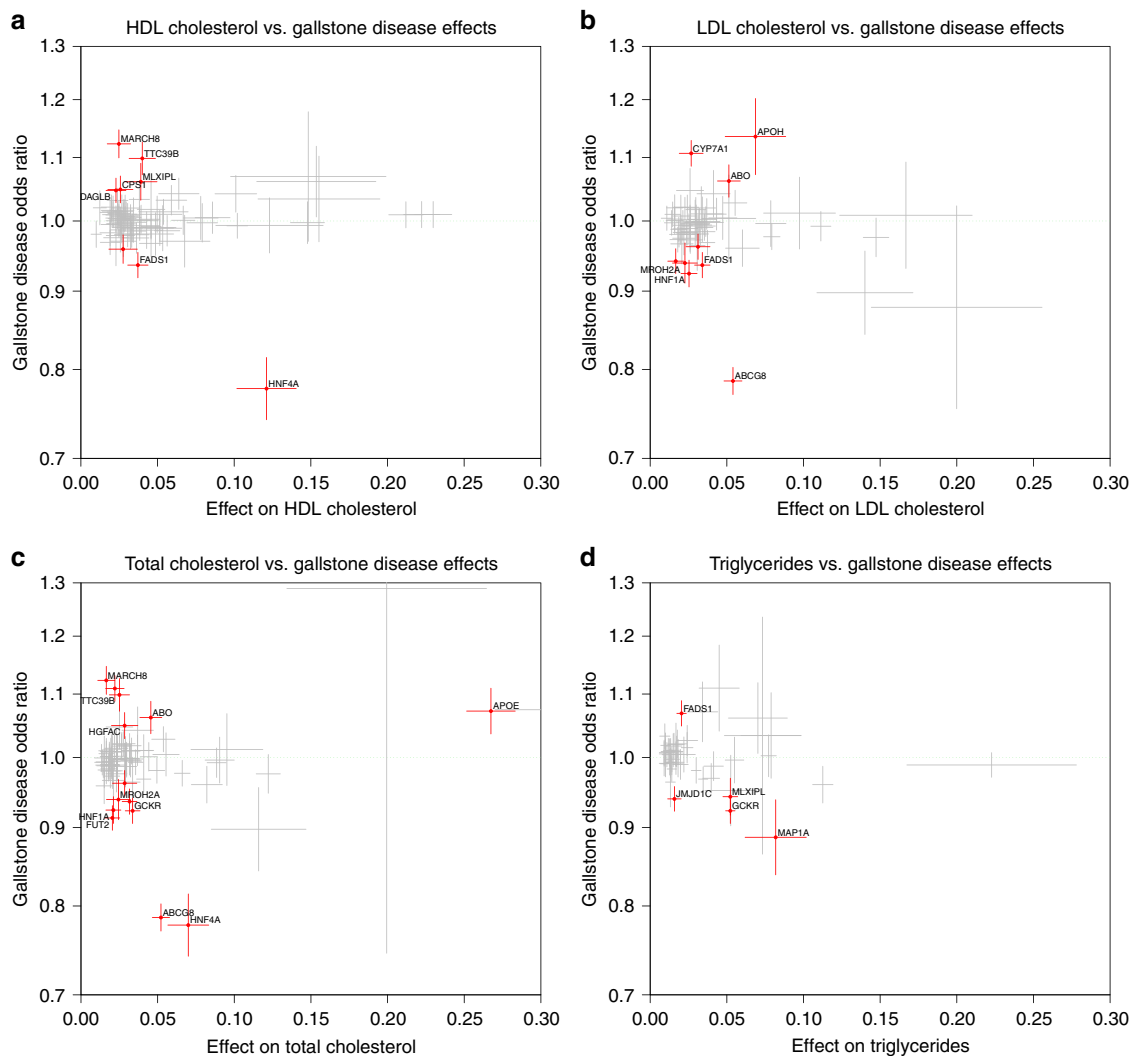 a
HDL cholesterol vs. gallstone disease effects
1.3
1.2
1.1
1.0
0.9
0.8
0.7
Gallstone disease odds ratio
MARCH8
TTC39B
MLXIPL
CPS1
DAGLB
FADS1
HNF4A
0.00 0.05 0.10 0.15 0.20 0.25 0.30
Effect on HDL cholesterol
b
LDL cholesterol vs. gallstone disease effects
1.3
1.2
1.1
1.0
0.9
0.8
0.7
Gallstone disease odds ratio
APOH
CYP7A1
ABO
FADS1
MROH2A
HNF1A
ABCG8
0.00 0.05 0.10 0.15 0.20 0.25 0.30
Effect on LDL cholesterol
c
Total cholesterol vs. gallstone disease effects
1.3
1.2
1.1
1.0
0.9
0.8
0.7
Gallstone disease odds ratio
MARCH8
TTC39B
ABO
APOE
HGFAC
MROH2A
GCKR
HNF1A
FUT2
ABCG8
HNF4A
0.00 0.05 0.10 0.15 0.20 0.25 0.30
Effect on total cholesterol
d
Triglycerides vs. gallstone disease effects
1.3
1.2
1.1
1.0
0.9
0.8
0.7
Gallstone disease odds ratio
FADS1
JMJD1C
MLXIPL
GCKR
MAP1A
0.00 0.05 0.10 0.15 0.20 0.25 0.30
Effect on triglycerides